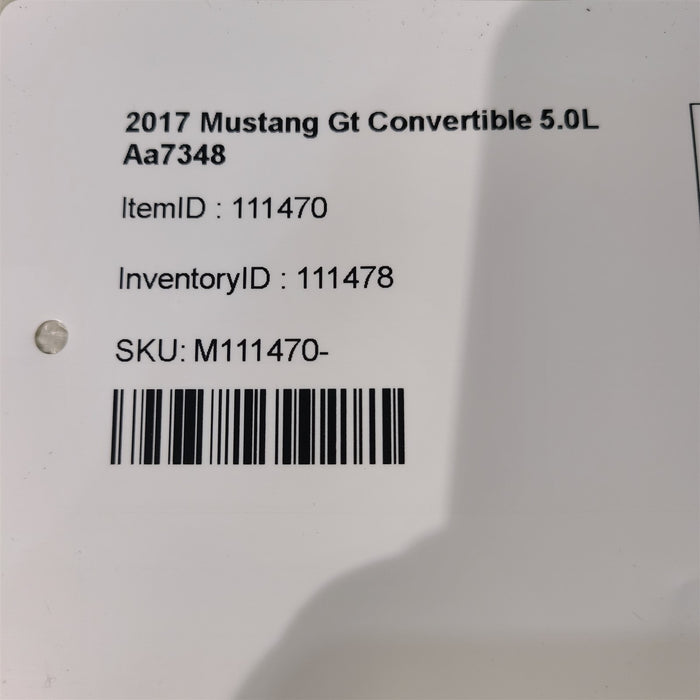 2017 Mustang Gt Convertible 5.0L
Aa7348
ItemID : 111470
InventoryID : 111478
SKU: M111470-